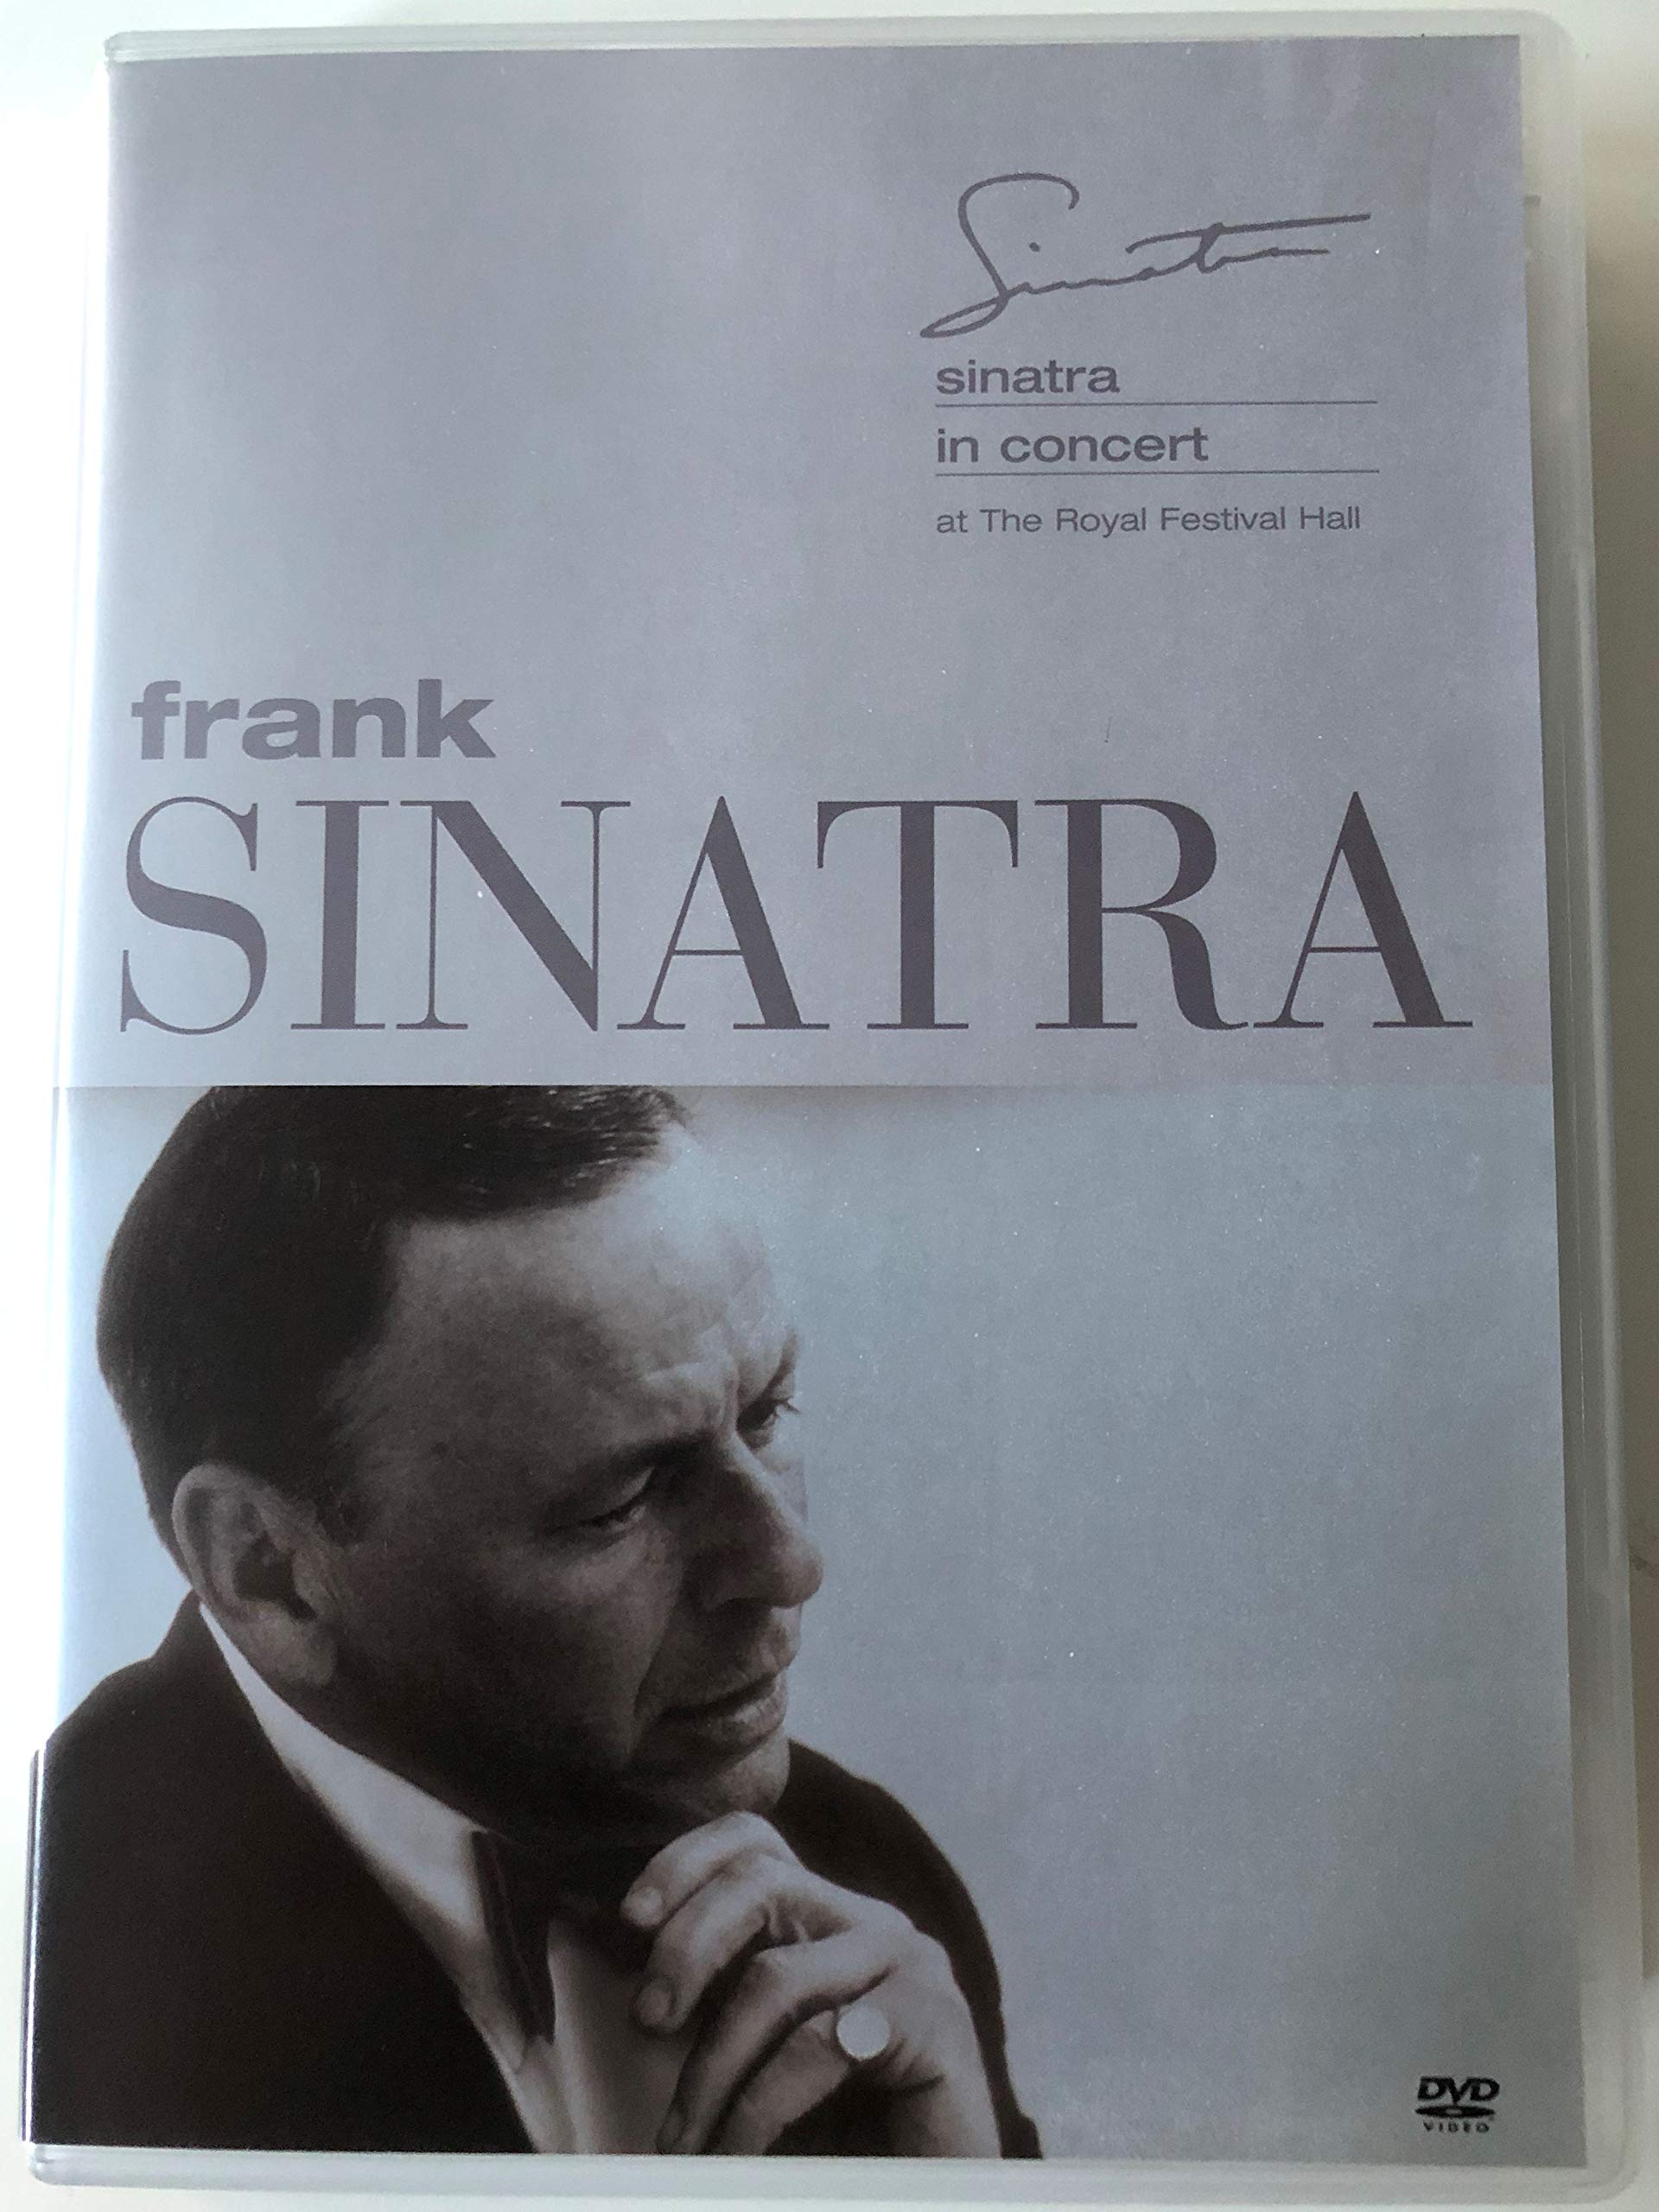 Sinatra
sinatra
in concert
at The Royal Festival Hall
frank
SINATRA
DVD
VIDEO